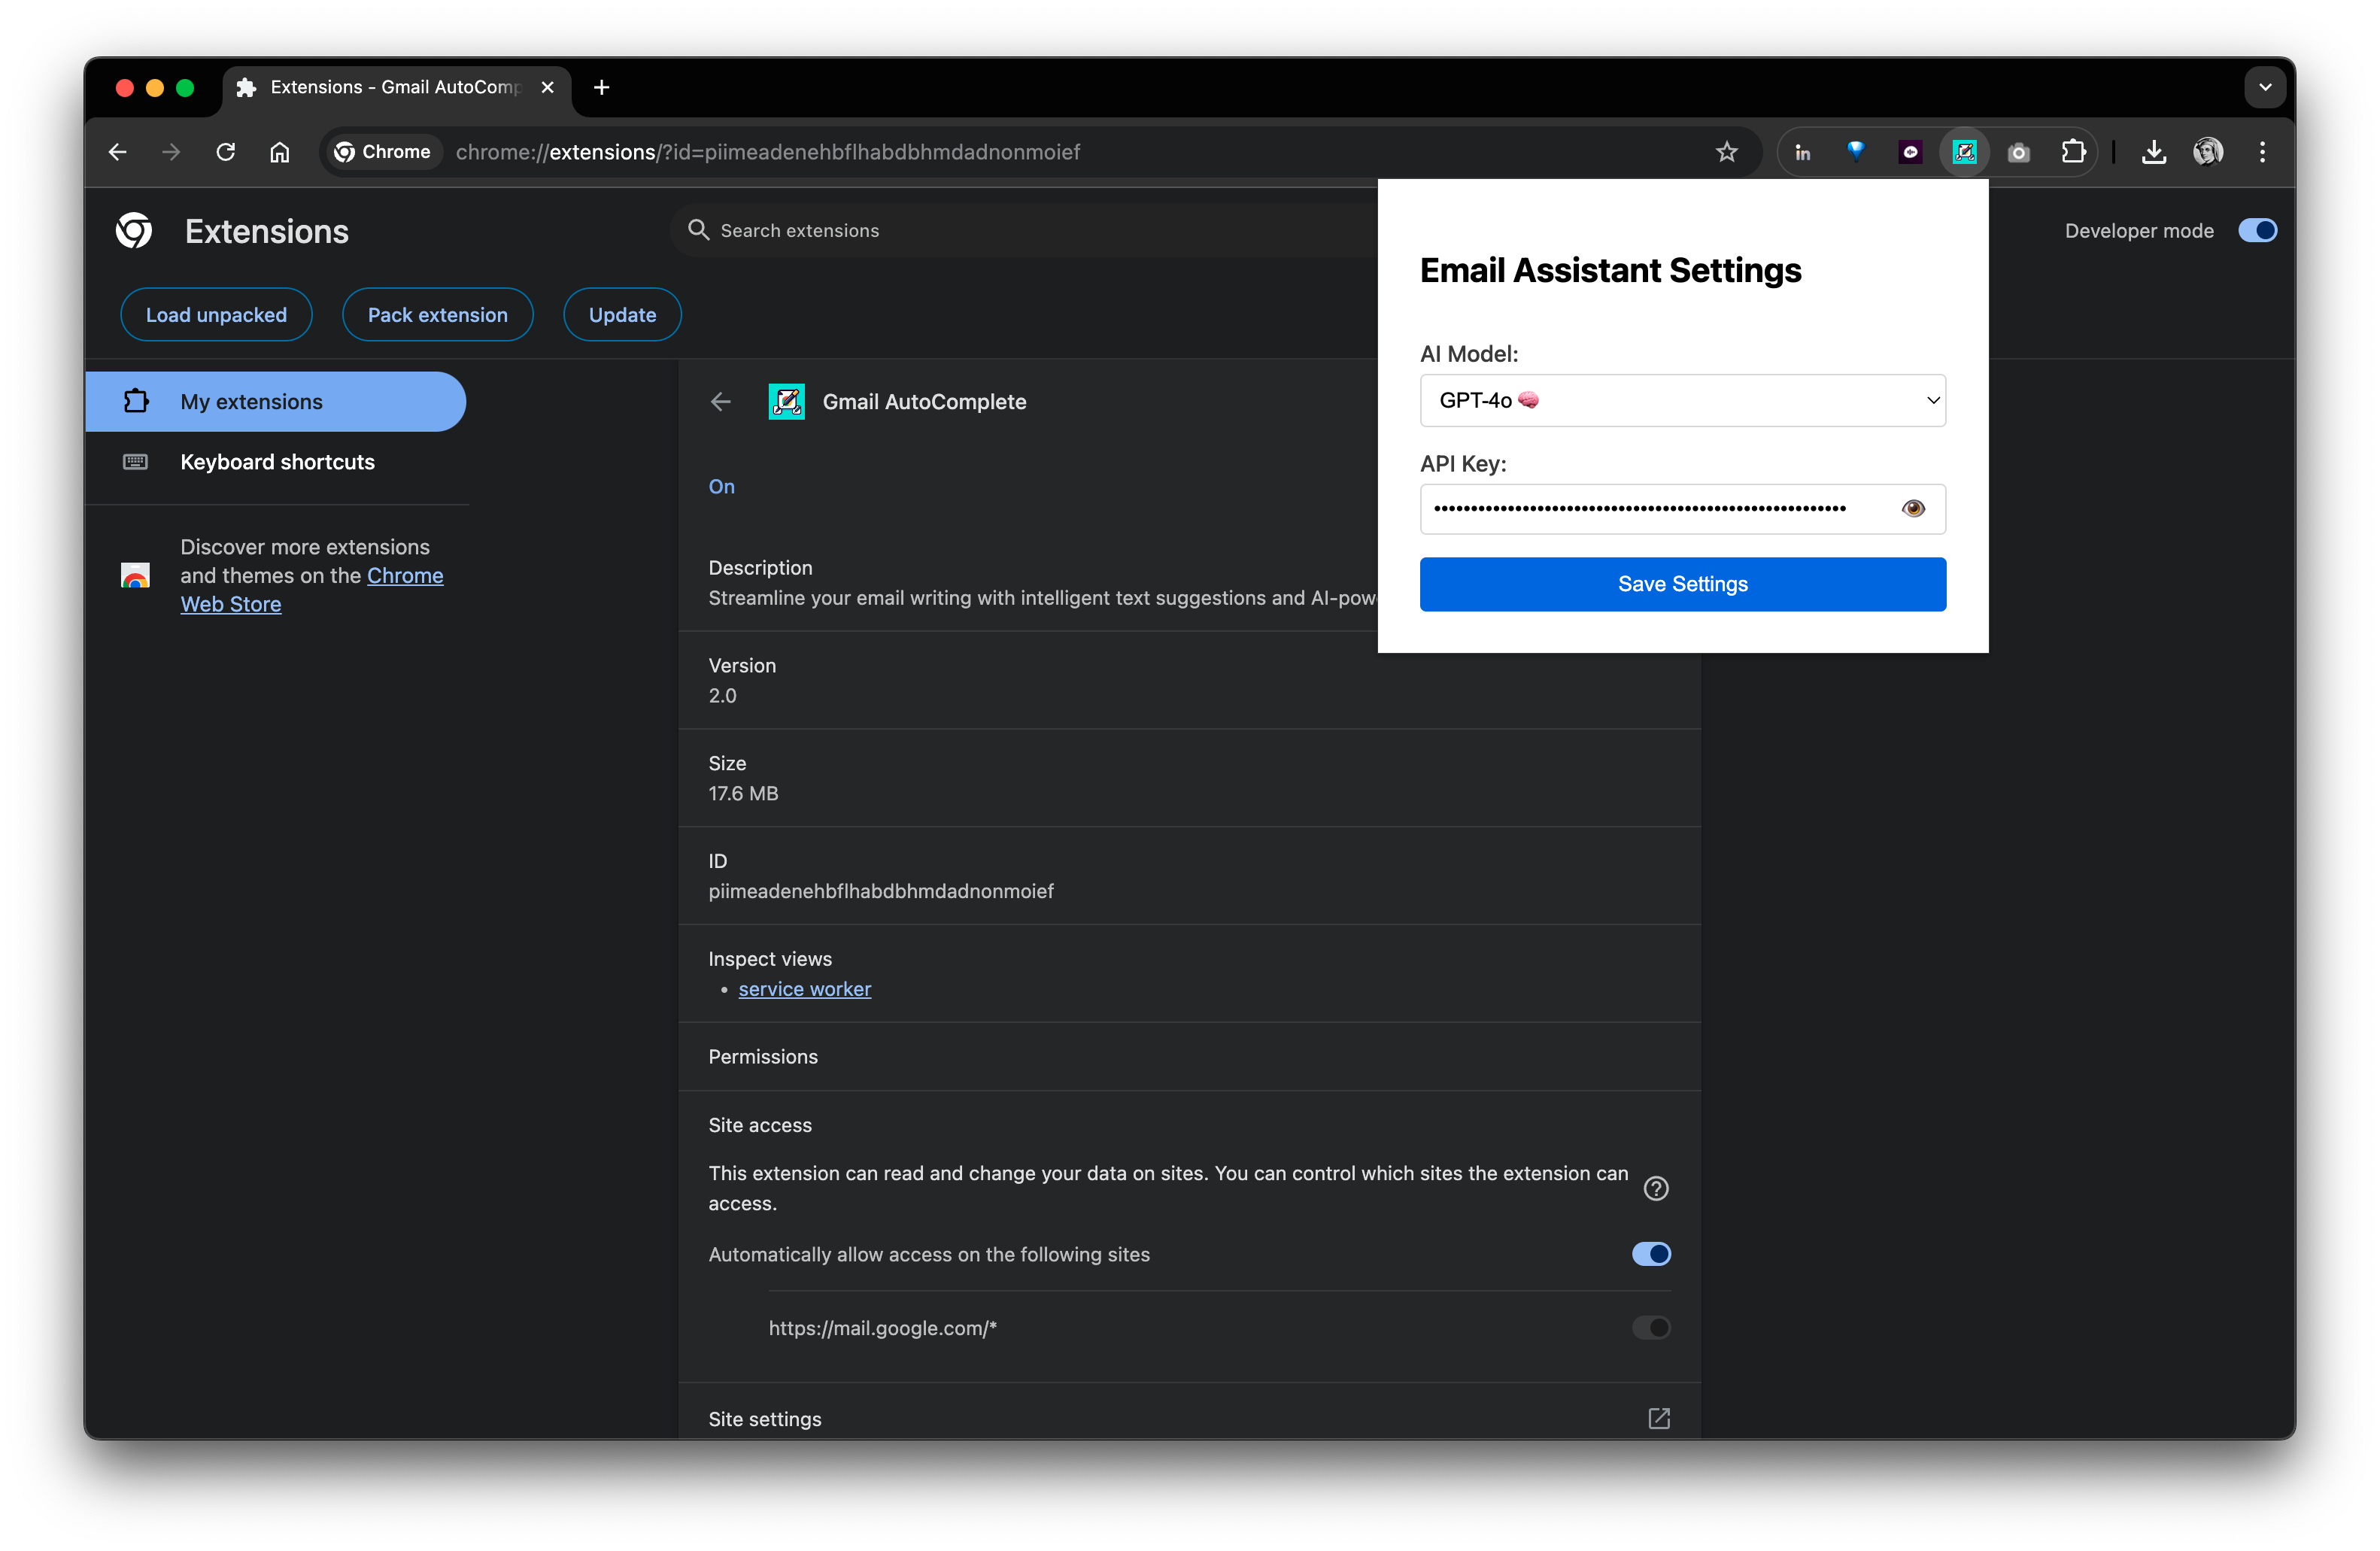 Extensions - Gmail AutoComp
Chrome
chrome://extensions/?id=piimeadenehbflhabdbhmdadnonmoief
in
Extensions
Search extensions
Developer mode
Load unpacked
Pack extension
Update
My extensions
Keyboard shortcuts
Discover more extensions
and themes on the Chrome
Web Store
Gmail AutoComplete
On
Description
Streamline your email writing with intelligent text suggestions and AI-pow
Version
2.0
Size
17.6 MB
ID
piimeadenehbflhabdbhmdadnonmoief
Inspect views
• service worker
Permissions
Site access
This extension can read and change your data on sites. You can control which sites the extension can
access.
Automatically allow access on the following sites
https://mail.google.com/*
Site settings
Email Assistant Settings
AI Model:
GPT-4o 🧠
API Key:
Save Settings